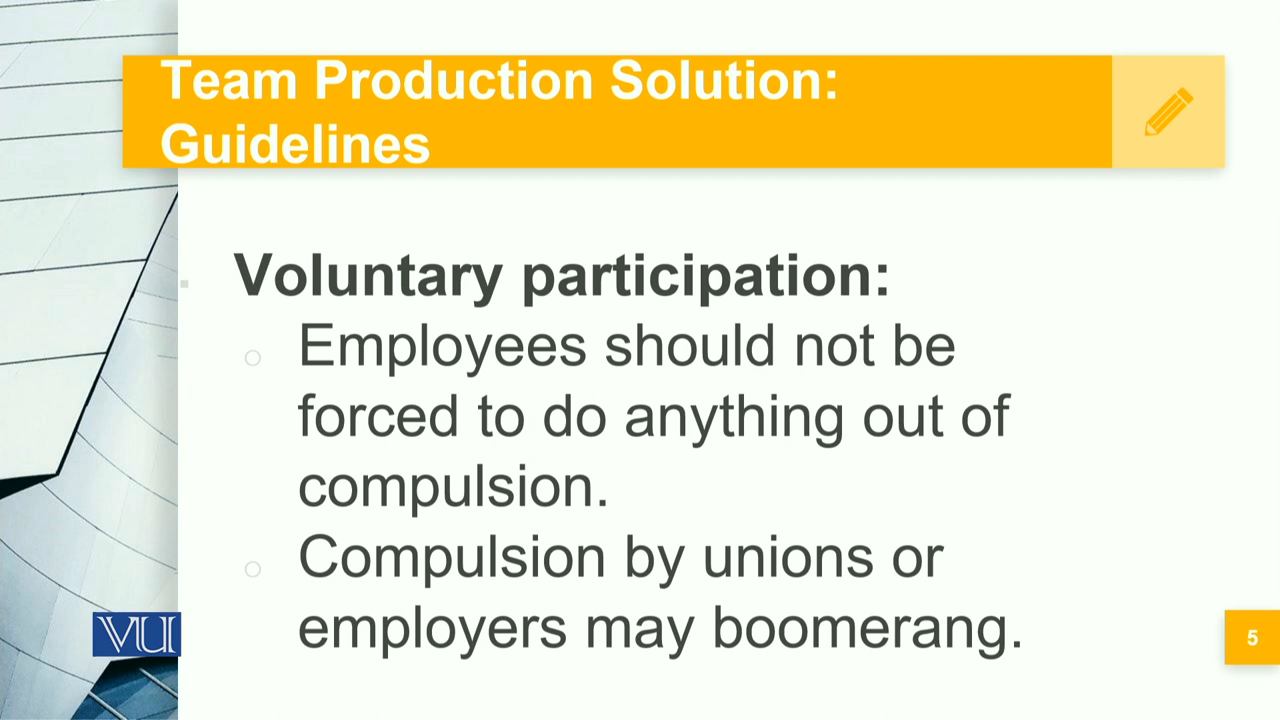 Team Production Solution:
Guidelines
Voluntary participation:
Employees should not be
forced to do anything out of
compulsion.
Compulsion by unions or
employers may boomerang.
VU
5